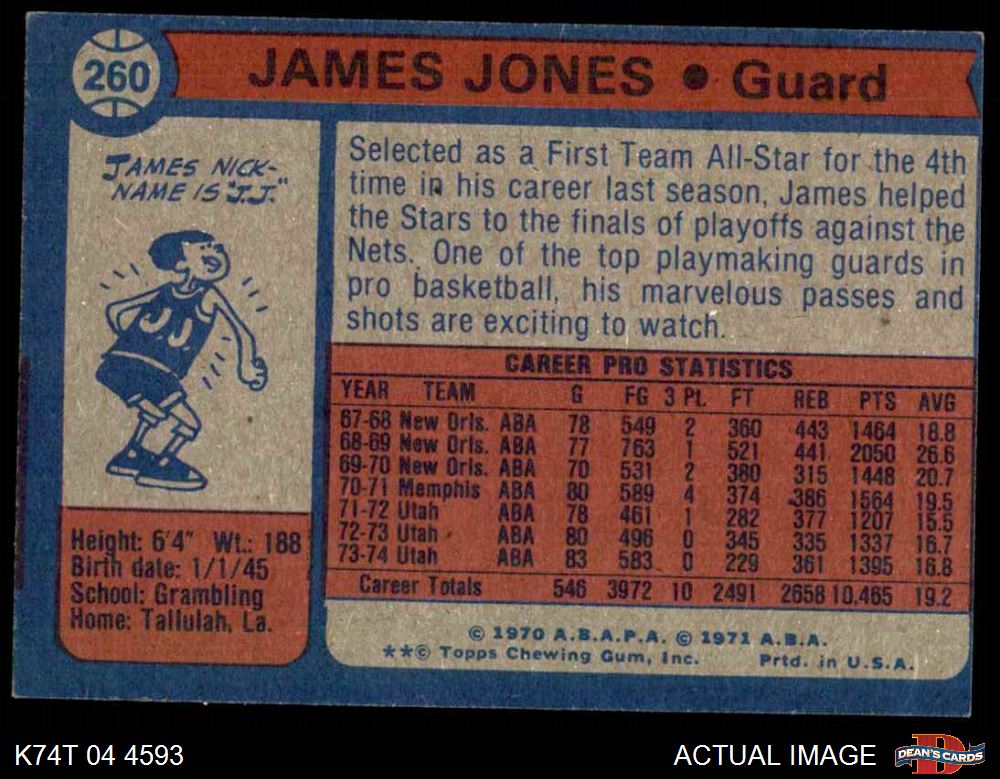 260
JAMES JONES • Guard
JAMES NICK-
NAME IS "J.J."
J.J.
Height: 6'4" Wt.: 188
Birth date: 1/1/45
School: Grambling
Home: Tallulah, La.
Selected as a First Team All-Star for the 4th
time in his career last season, James helped
the Stars to the finals of playoffs against the
Nets. One of the top playmaking guards in
pro basketball, his marvelous passes and
shots are exciting to watch.
CAREER PRO STATISTICS
YEAR TEAM G FG 3 Pt. FT REB PTS AVG
67-68 New Orls. ABA 78 549 2 360 443 1464 18.8
68-69 New Orls. ABA 77 763 1 521 441 2050 26.6
69-70 New Orls. ABA 70 531 2 380 315 1448 20.7
70-71 Memphis ABA 80 589 4 374 386 1564 19.5
71-72 Utah ABA 78 461 1 282 377 1207 15.5
72-73 Utah ABA 80 496 0 345 335 1337 16.7
73-74 Utah ABA 83 583 0 229 361 1395 16.8
Career Totals 546 3972 10 2491 2658 10,465 19.2
© 1970 A.B.A.P.A. © 1971 A.B.A.
**© Topps Chewing Gum, Inc. Prtd. in U.S.A.
K74T 04 4593
ACTUAL IMAGE
DEAN'S CARDS